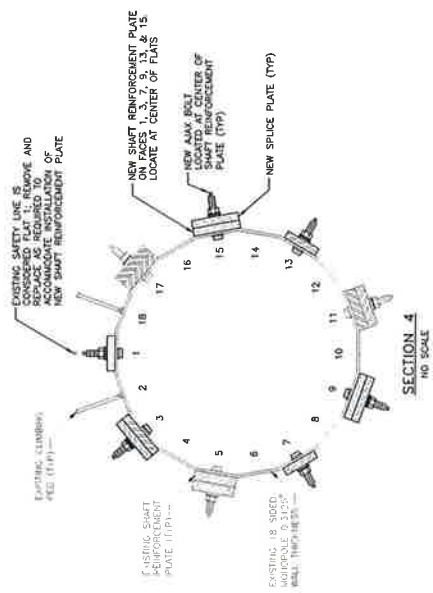 EXISTING SAFETY LINE IS
CONSIDERED FLAT 1; REMOVE AND
REPLACE AS REQUIRED TO
ACCOMMODATE INSTALLATION OF
NEW SHAFT REINFORCEMENT PLATE
NEW SHAFT REINFORCEMENT PLATE
ON FACES 1, 3, 7, 9, 13, & 15.
LOCATE AT CENTER OF FLATS
NEW AJAX BOLT
LOCATED AT CENTER OF
SHAFT REINFORCEMENT
PLATE (TYP)
NEW SPLICE PLATE (TYP)
EXISTING CLIMBING
PEG (TYP)
EXISTING SHAFT
REINFORCEMENT
PLATE (TYP)
EXISTING 18 SIDED
MONOPOLE 0.3125"
WALL THICKNESS
1
2
3
4
5
6
7
8
9
10
11
12
13
14
15
16
17
18
SECTION 4
NO SCALE